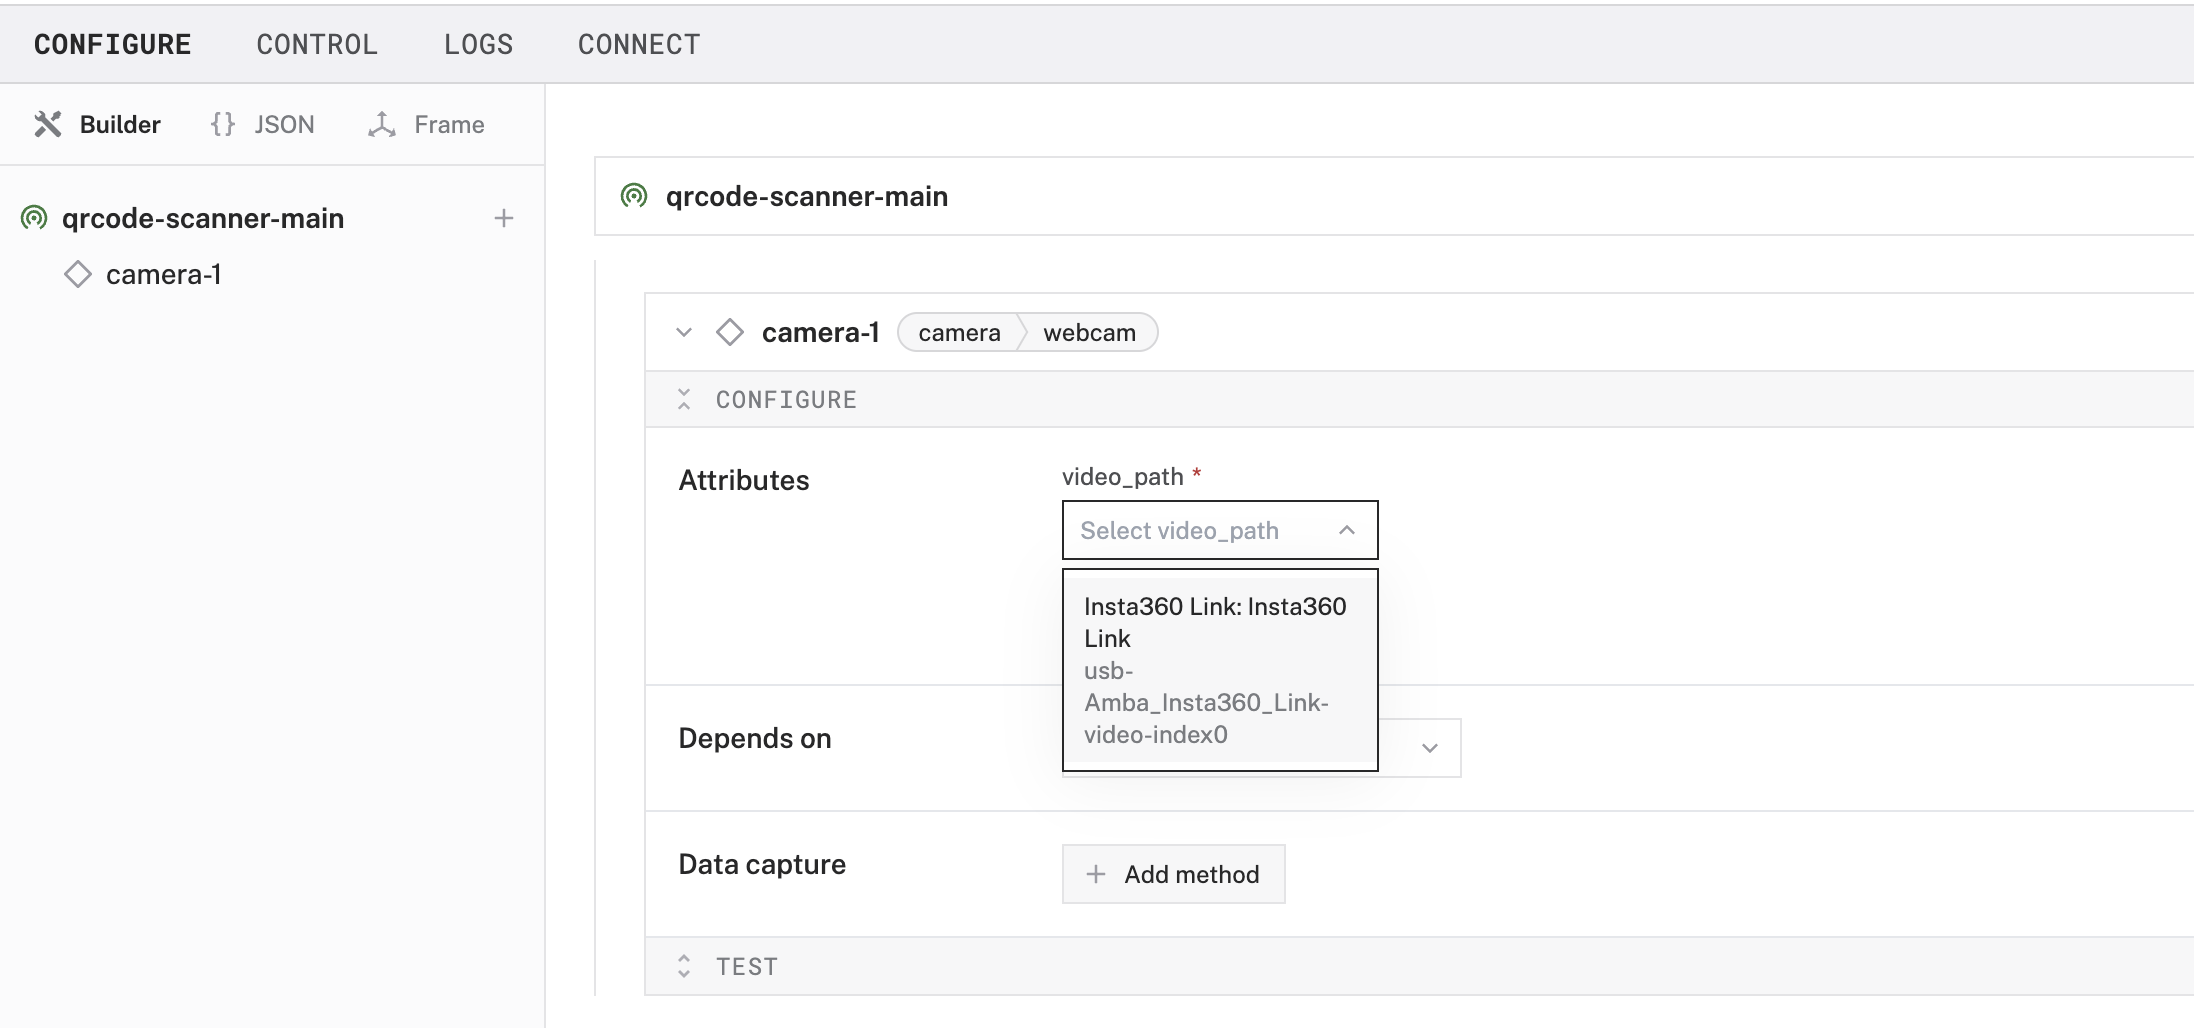 CONFIGURE CONTROL LOGS CONNECT
Builder {} JSON Frame
qrcode-scanner-main +
camera-1
qrcode-scanner-main
camera-1 camera webcam
CONFIGURE
Attributes
video_path *
Select video_path
Insta360 Link: Insta360
Link
usb-
Amba_Insta360_Link-
video-index0
Depends on
Data capture
+ Add method
TEST